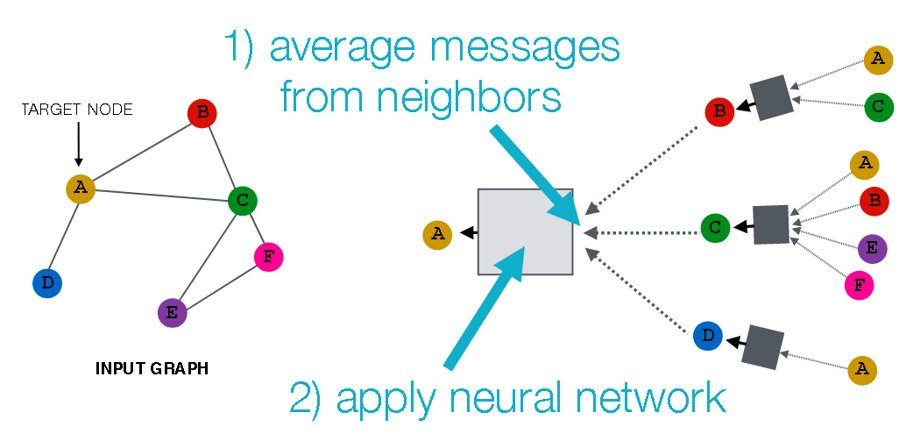 1) average messages
from neighbors
TARGET NODE
A
B
C
D
E
F
INPUT GRAPH
A
B
C
D
A
C
A
B
E
F
A
2) apply neural network